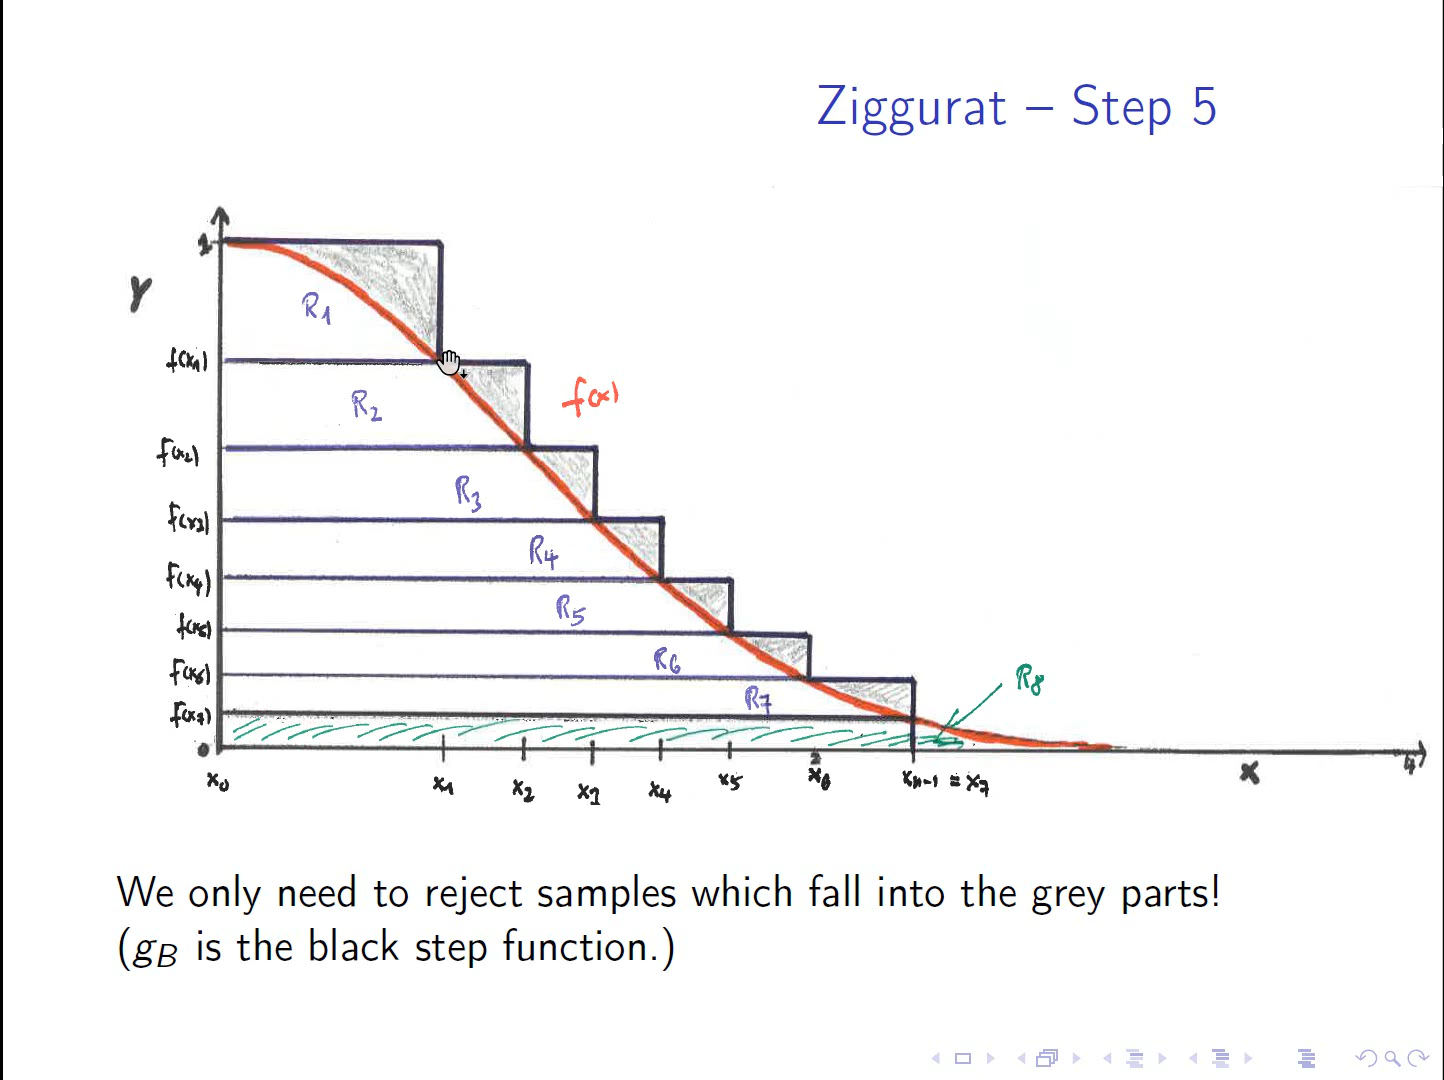 Ziggurat – Step 5
1
Y
R1
f(x1)
R2
f(x)
f(x2)
R3
f(x3)
R4
f(x4)
R5
f(x5)
R6
f(x6)
R7
R8
f(x7)
0
x0
x1
x2
x3
x4
x5
x6
xn-1 = x7
x
We only need to reject samples which fall into the grey parts!
(gB is the black step function.)